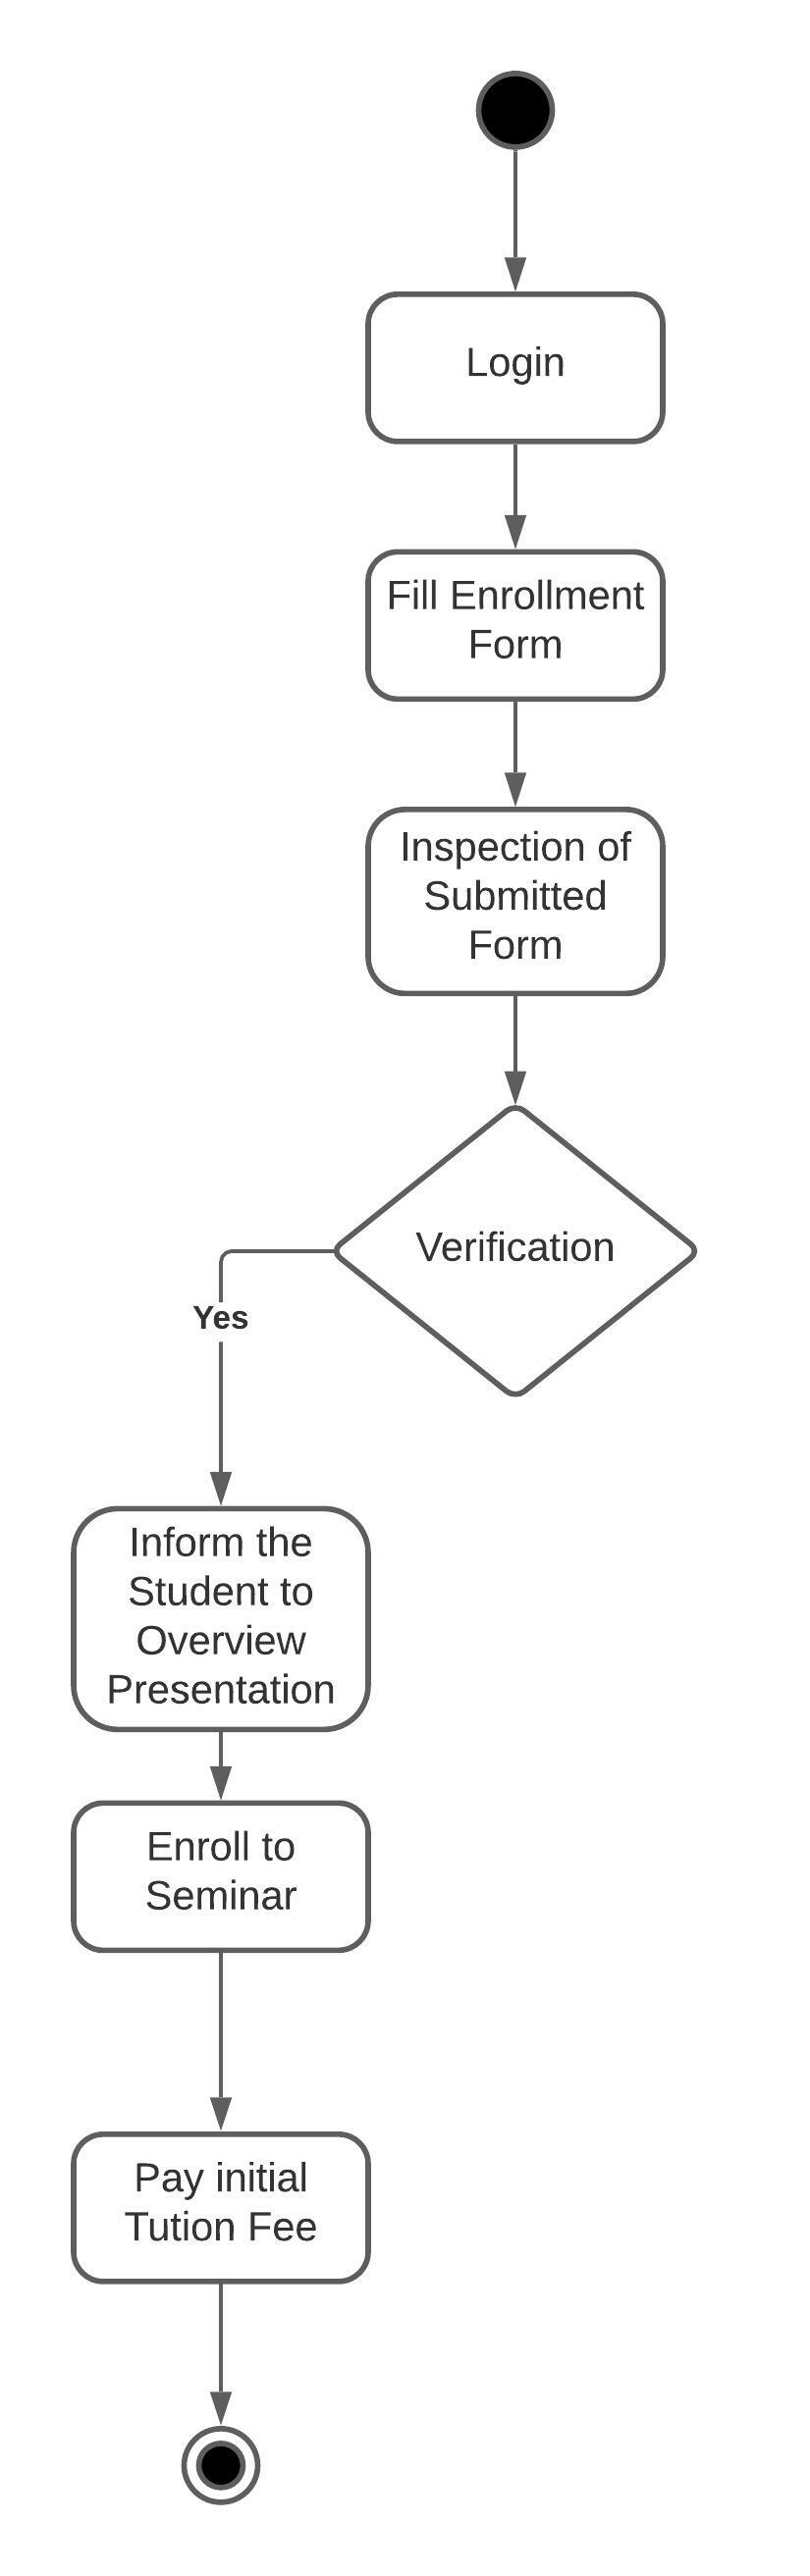 Login
Fill Enrollment
Form
Inspection of
Submitted
Form
Verification
Yes
Inform the
Student to
Overview
Presentation
Enroll to
Seminar
Pay initial
Tution Fee